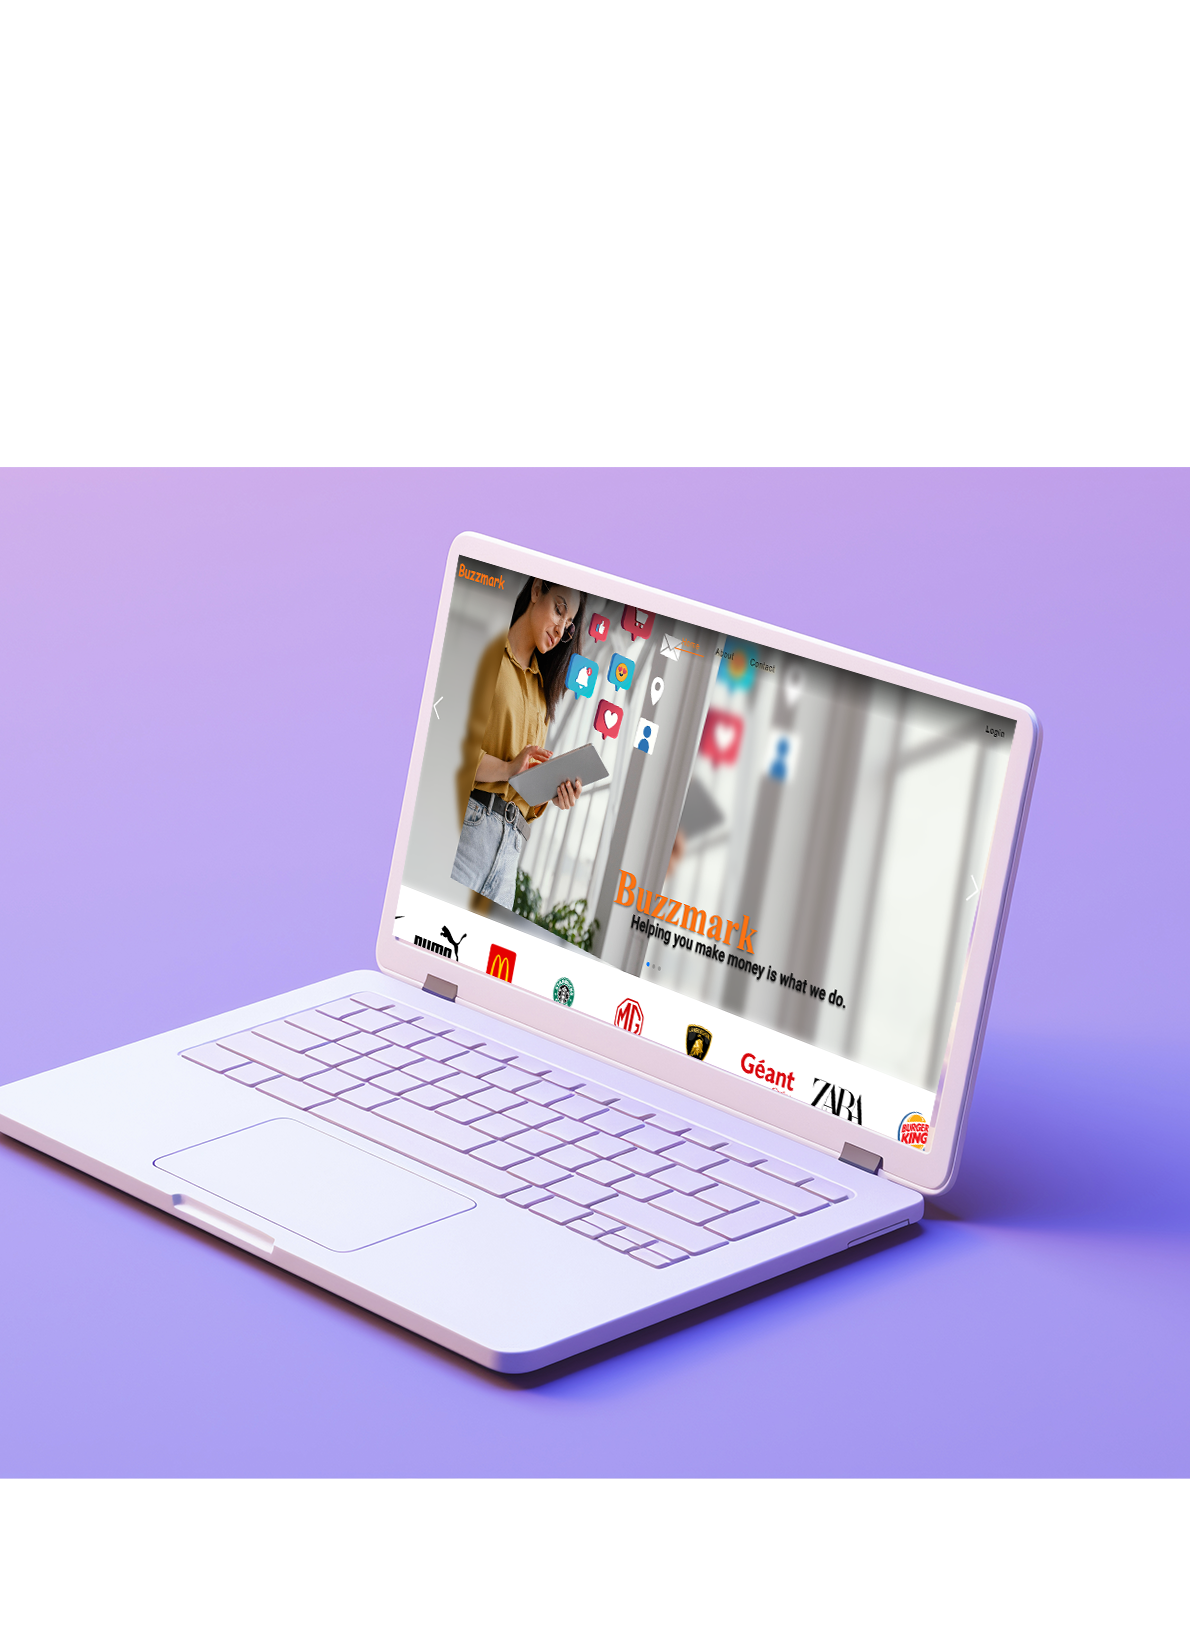 Buzzmark
About
Contact
Login
Buzzmark
Helping you make money is what we do.
PUMA
MG
LAMBORGHINI
Géant
ZARA
BURGER
KING